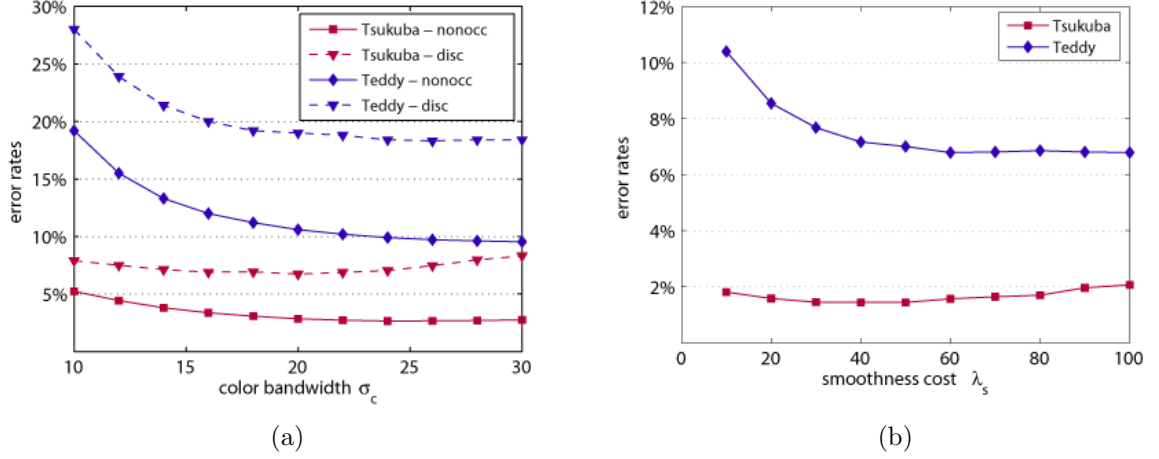 30%
25%
20%
15%
10%
5%
error rates
10 15 20 25 30
color bandwidth σc
Tsukuba – nonocc
Tsukuba – disc
Teddy – nonocc
Teddy – disc
(a)
12%
10%
8%
6%
4%
2%
error rates
0 20 40 60 80 100
smoothness cost λs
Tsukuba
Teddy
(b)